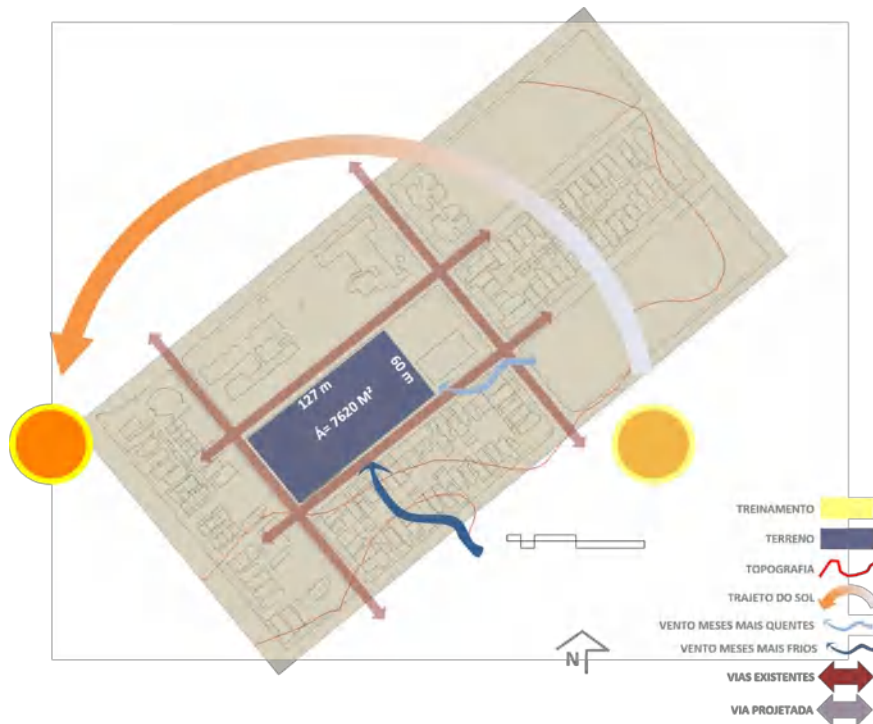 127 m
60 m
Á= 7620 M²
TREINAMENTO
TERRENO
TOPOGRAFIA
TRAJETO DO SOL
VENTO MESES MAIS QUENTES
VENTO MESES MAIS FRIOS
N
VIAS EXISTENTES
VIA PROJETADA